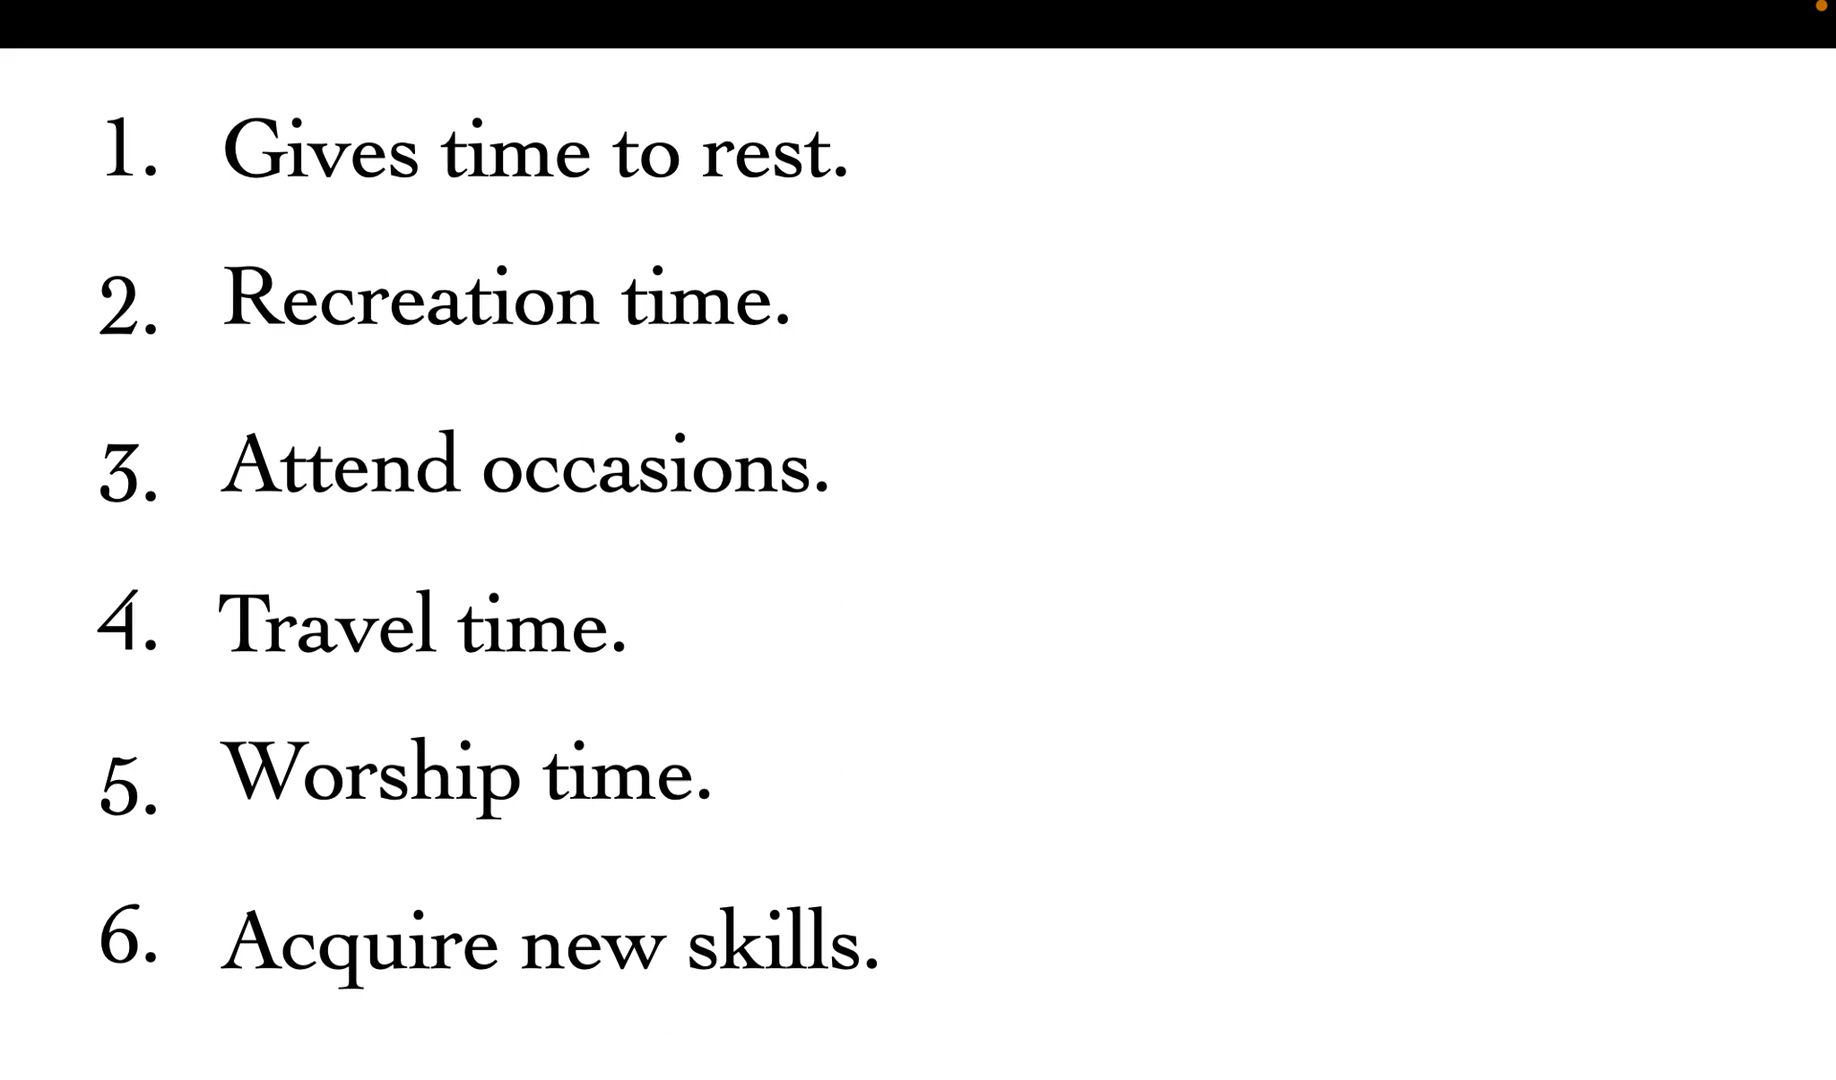 1. Gives time to rest.
2. Recreation time.
3. Attend occasions.
4. Travel time.
5. Worship time.
6. Acquire new skills.